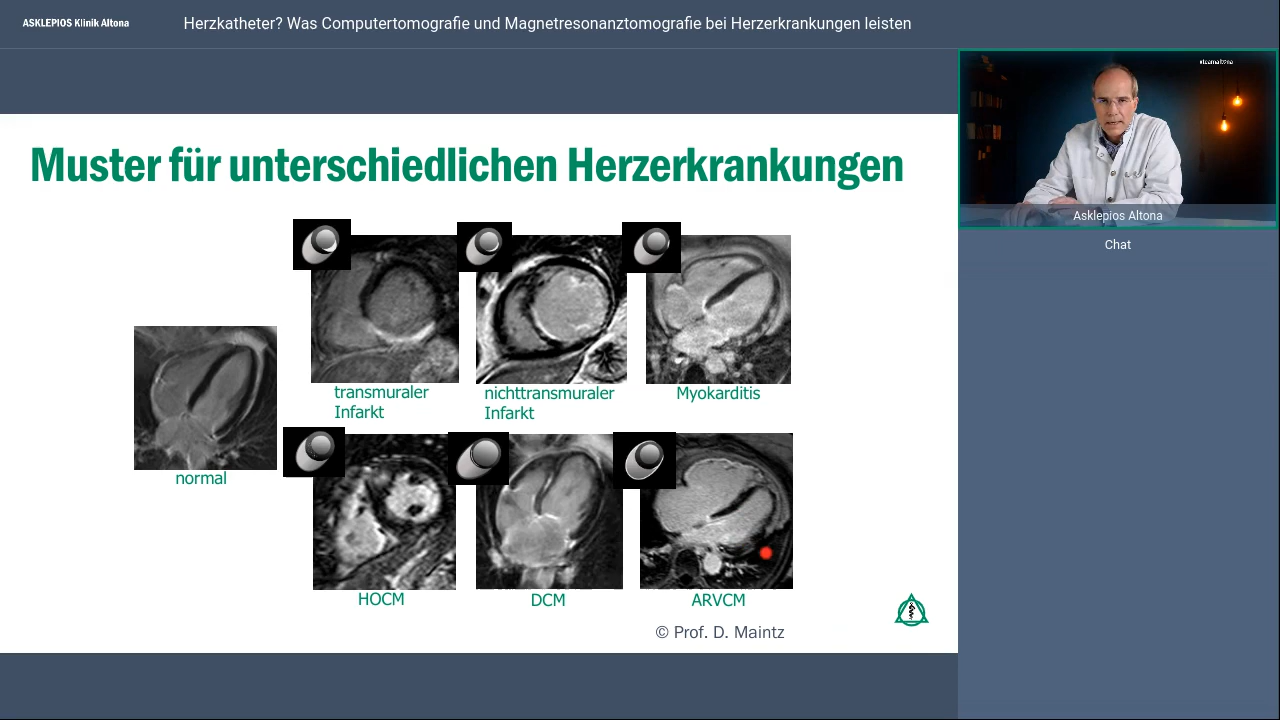 ASKLEPIOS Klinik Altona
Herzkatheter? Was Computertomografie und Magnetresonanztomografie bei Herzerkrankungen leisten
#teamaltona
Asklepios Altona
Chat
Muster für unterschiedlichen Herzerkrankungen
transmuraler
Infarkt
nichttransmuraler
Infarkt
Myokarditis
normal
HOCM
DCM
ARVCM
© Prof. D. Maintz